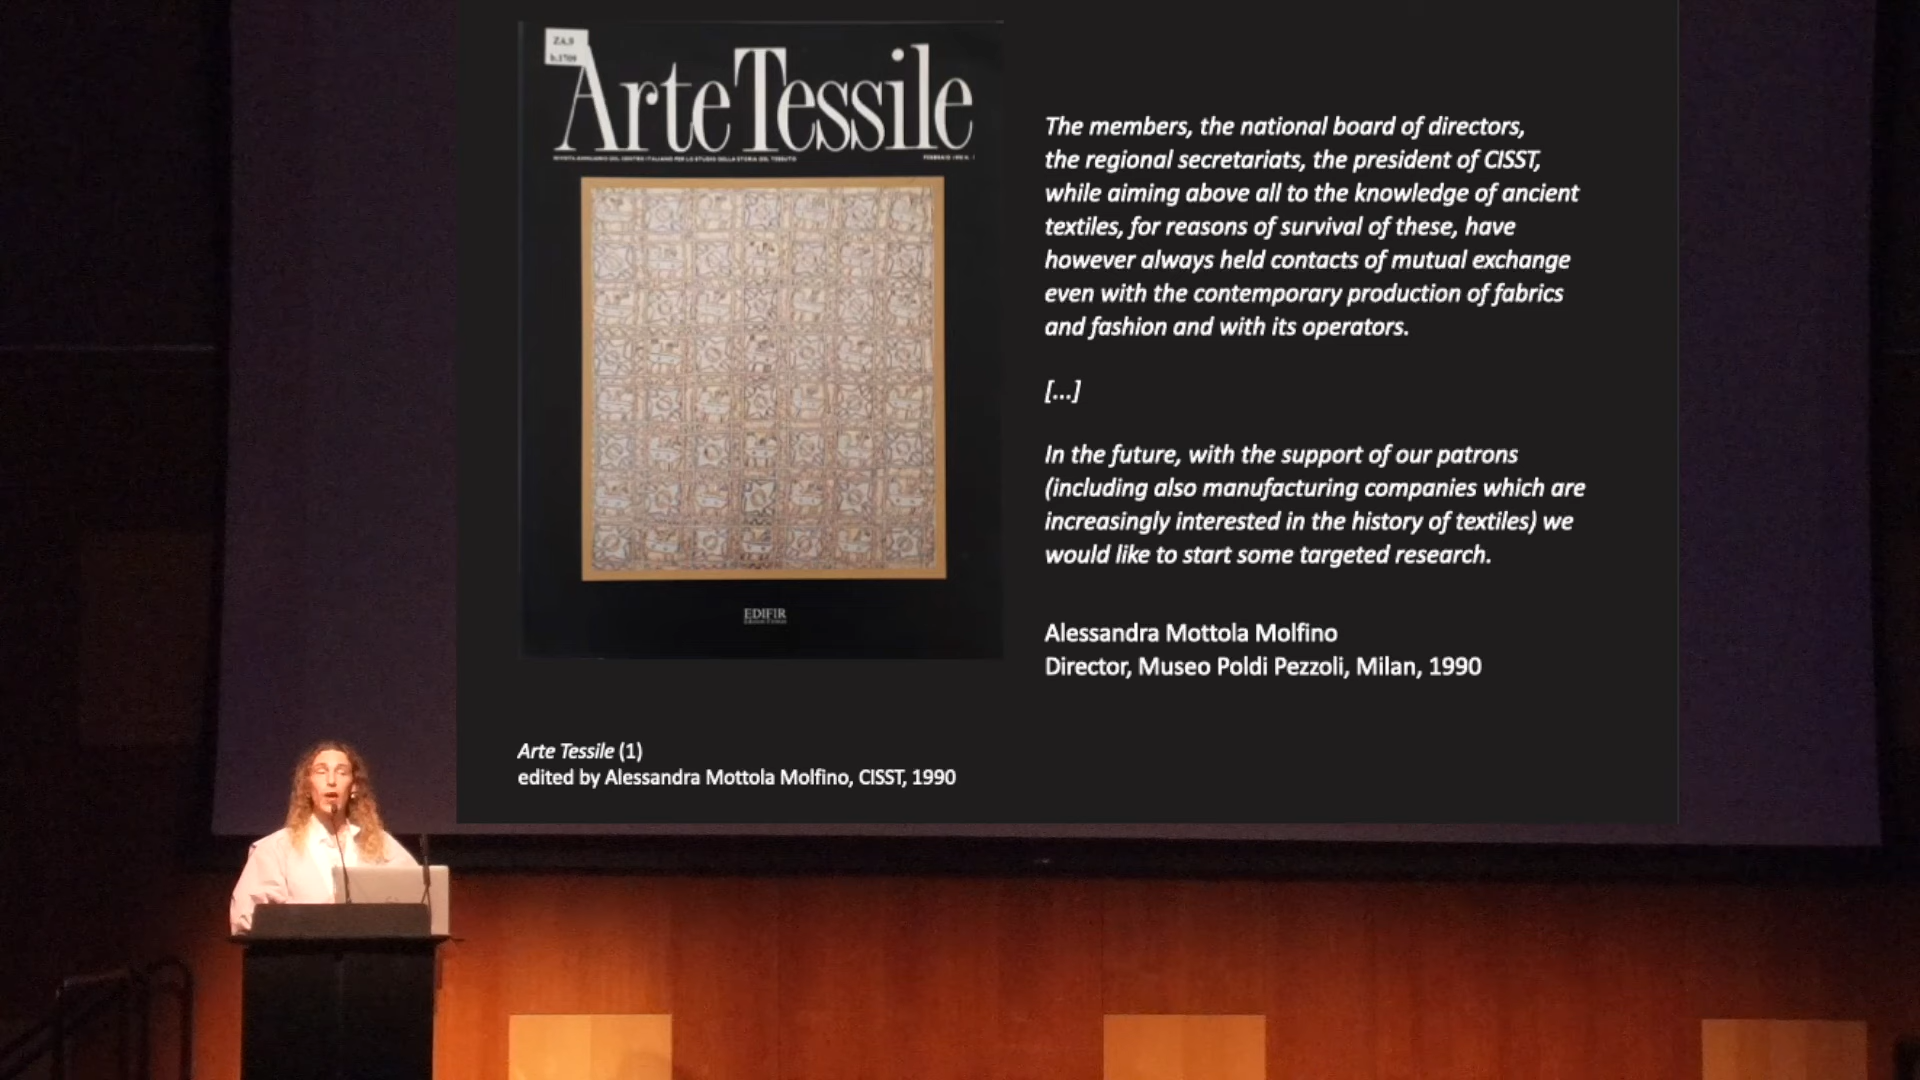 ZA.9
ArteTessile
RIVISTA ANNUARIO DEL CENTRO ITALIANO PER LO STUDIO DELLA STORIA DEL TESSUTO
EDIFIR
The members, the national board of directors,
the regional secretariats, the president of CISST,
while aiming above all to the knowledge of ancient
textiles, for reasons of survival of these, have
however always held contacts of mutual exchange
even with the contemporary production of fabrics
and fashion and with its operators.
[...]
In the future, with the support of our patrons
(including also manufacturing companies which are
increasingly interested in the history of textiles) we
would like to start some targeted research.
Alessandra Mottola Molfino
Director, Museo Poldi Pezzoli, Milan, 1990
Arte Tessile (1)
edited by Alessandra Mottola Molfino, CISST, 1990